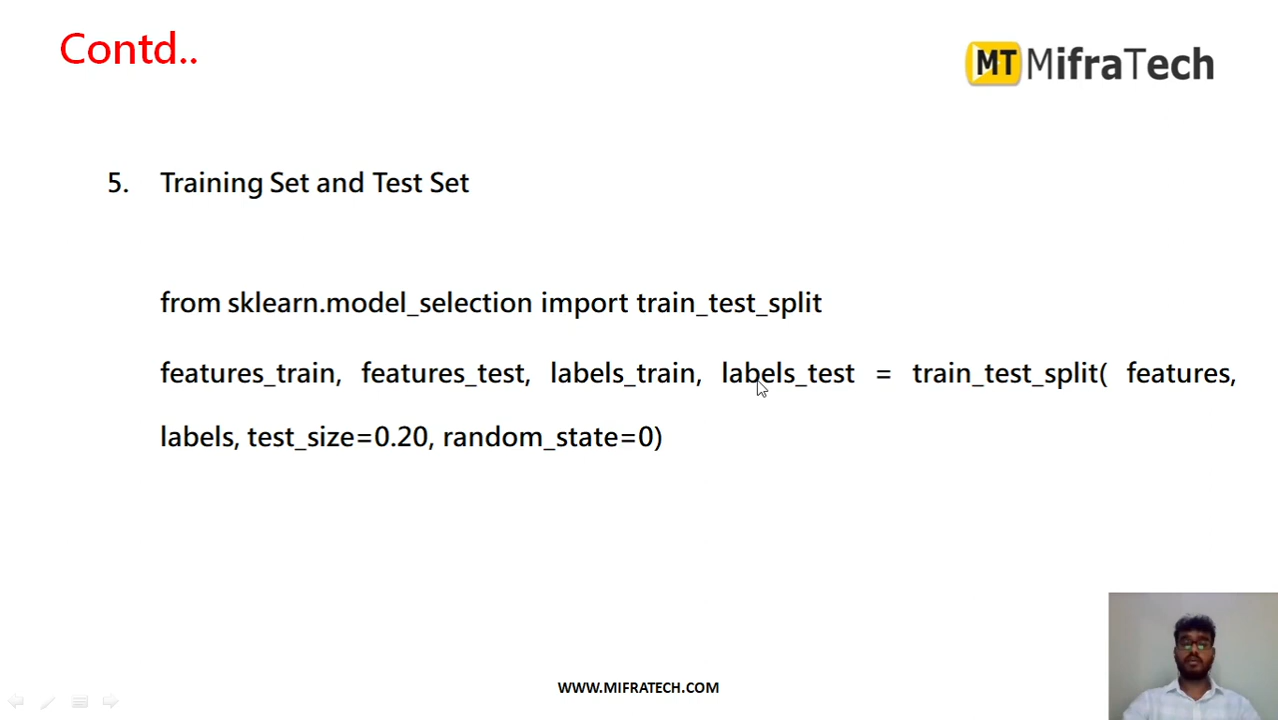 Contd..
MT MifraTech
5. Training Set and Test Set
from sklearn.model_selection import train_test_split
features_train, features_test, labels_train, labels_test = train_test_split( features,
labels, test_size=0.20, random_state=0)
WWW.MIFRATECH.COM